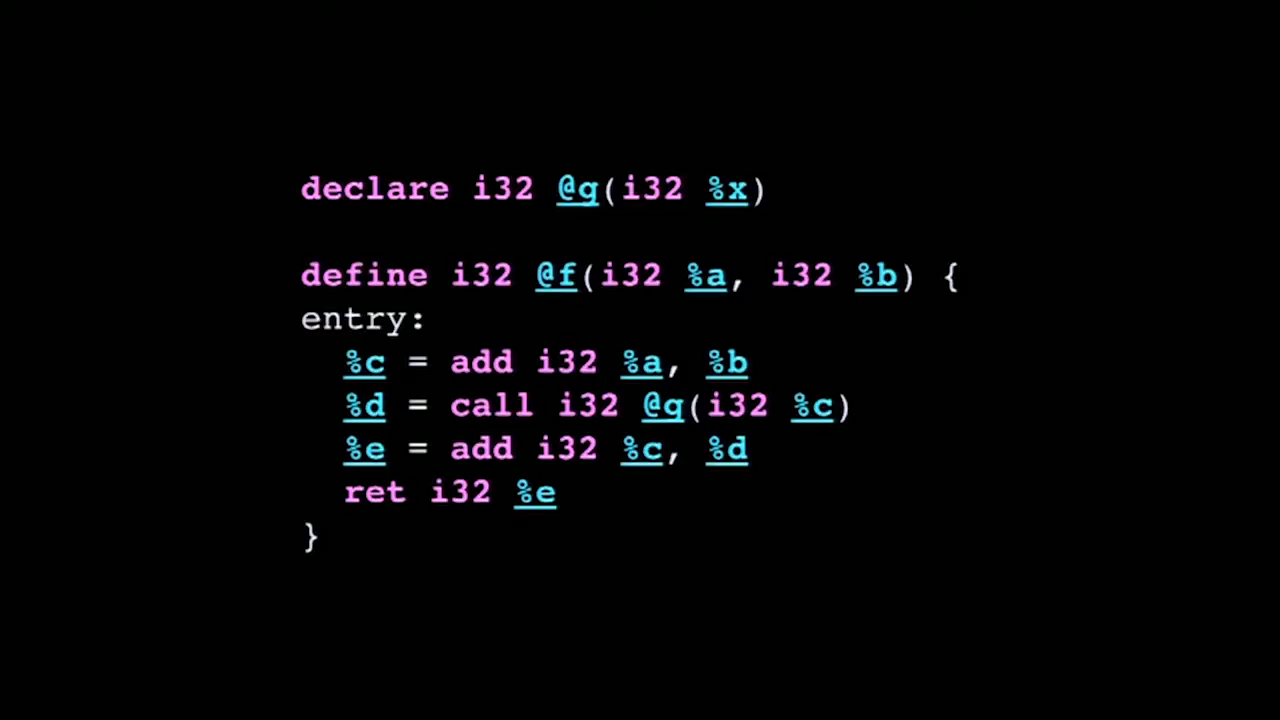 declare i32 @g(i32 %x)
define i32 @f(i32 %a, i32 %b) {
entry:
%c = add i32 %a, %b
%d = call i32 @g(i32 %c)
%e = add i32 %c, %d
ret i32 %e
}